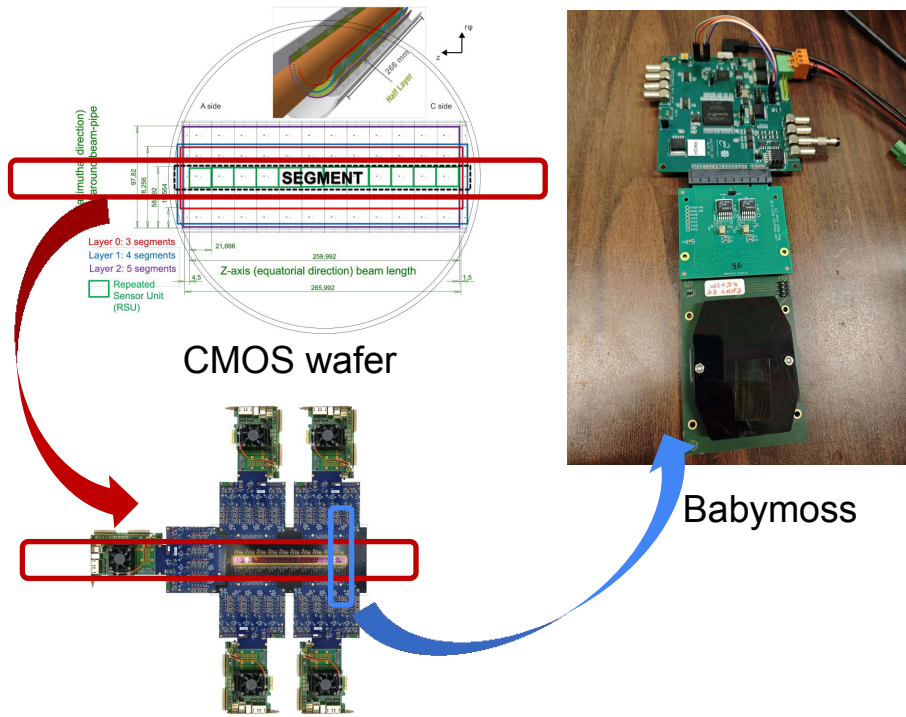 rφ
z
266 mm
Half Layer
A side
C side
azimuthal direction)
around beam-pipe
97,82
SEGMENT
Layer 0: 3 segments
Layer 1: 4 segments
Layer 2: 5 segments
Repeated
Sensor Unit
(RSU)
21,666
259,992
Z-axis (equatorial direction) beam length
4,5
1,5
265,992
CMOS wafer
96
Babymoss